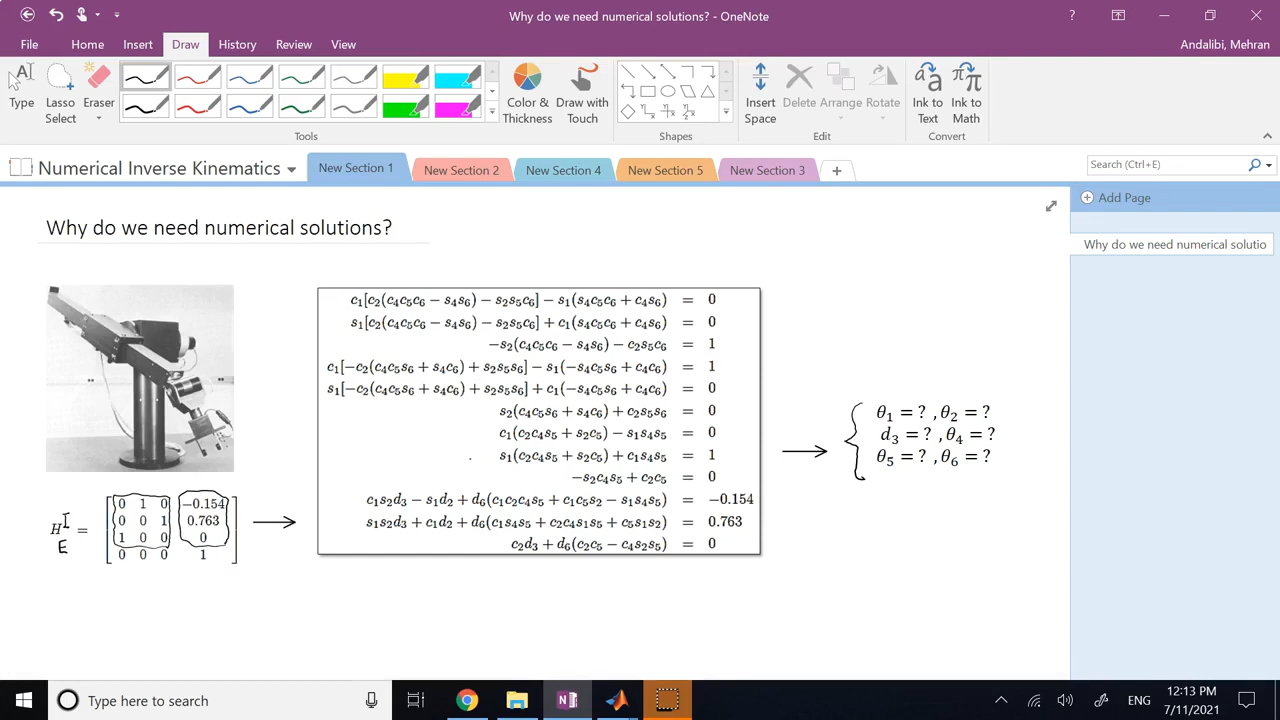 Why do we need numerical solutions? - OneNote
?
File Home Insert Draw History Review View
Andalibi, Mehran
Type
Lasso Select
Eraser
Color & Thickness
Draw with Touch
Insert Space
Delete
Arrange
Rotate
Ink to Text
Ink to Math
Tools
Shapes
Edit
Convert
Numerical Inverse Kinematics
New Section 1
New Section 2
New Section 4
New Section 5
New Section 3
+
Search (Ctrl+E)
Add Page
Why do we need numerical solutio
Why do we need numerical solutions?
c₁[c₂(c₄c₅c₆ − s₄s₆) − s₂s₅c₆] − s₁(s₄c₅c₆ + c₄s₆) = 0
s₁[c₂(c₄c₅c₆ − s₄s₆) − s₂s₅c₆] + c₁(s₄c₅c₆ + c₄s₆) = 0
−s₂(c₄c₅c₆ − s₄s₆) − c₂s₅c₆ = 1
c₁[−c₂(c₄c₅s₆ + s₄c₆) + s₂s₅s₆] − s₁(−s₄c₅s₆ + c₄c₆) = 1
s₁[−c₂(c₄c₅s₆ + s₄c₆) + s₂s₅s₆] + c₁(−s₄c₅s₆ + c₄c₆) = 0
s₂(c₄c₅s₆ + s₄c₆) + c₂s₅s₆ = 0
c₁(c₂c₄s₅ + s₂c₅) − s₁s₄s₅ = 0
s₁(c₂c₄s₅ + s₂c₅) + c₁s₄s₅ = 1
−s₂c₄s₅ + c₂c₅ = 0
c₁s₂d₃ − s₁d₂ + d₆(c₁c₂c₄s₅ + c₁c₅s₂ − s₁s₄s₅) = −0.154
s₁s₂d₃ + c₁d₂ + d₆(c₁s₄s₅ + c₂c₄s₁s₅ + c₅s₁s₂) = 0.763
c₂d₃ + d₆(c₂c₅ − c₄s₂s₅) = 0
θ₁ = ? , θ₂ = ?
d₃ = ? , θ₄ = ?
θ₅ = ? , θ₆ = ?
H I E =
0 1 0 −0.154
0 0 1 0.763
1 0 0 0
0 0 0 1
Type here to search
ENG
12:13 PM
7/11/2021